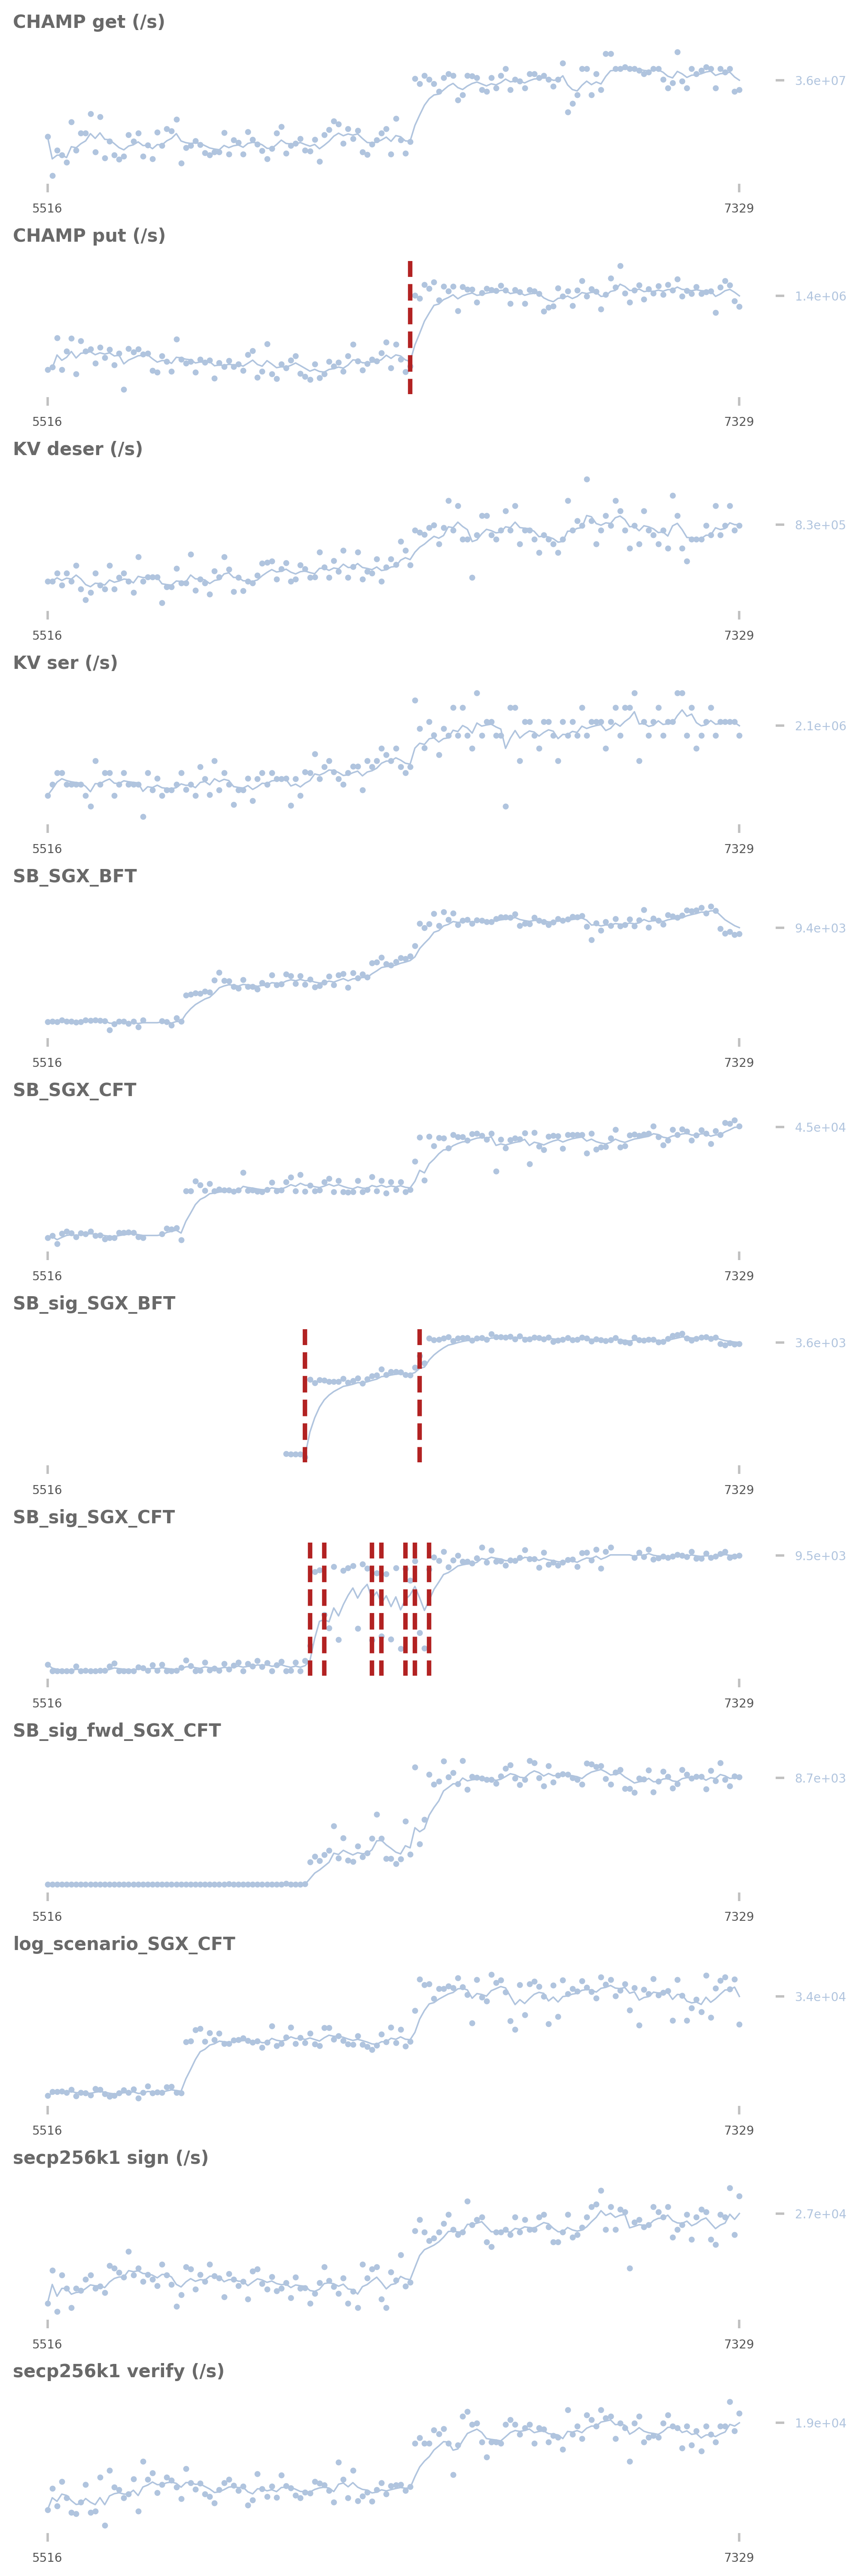 CHAMP get (/s)
3.6e+07
5516 7329
CHAMP put (/s)
1.4e+06
5516 7329
KV deser (/s)
8.3e+05
5516 7329
KV ser (/s)
2.1e+06
5516 7329
SB_SGX_BFT
9.4e+03
5516 7329
SB_SGX_CFT
4.5e+04
5516 7329
SB_sig_SGX_BFT
3.6e+03
5516 7329
SB_sig_SGX_CFT
9.5e+03
5516 7329
SB_sig_fwd_SGX_CFT
8.7e+03
5516 7329
log_scenario_SGX_CFT
3.4e+04
5516 7329
secp256k1 sign (/s)
2.7e+04
5516 7329
secp256k1 verify (/s)
1.9e+04
5516 7329